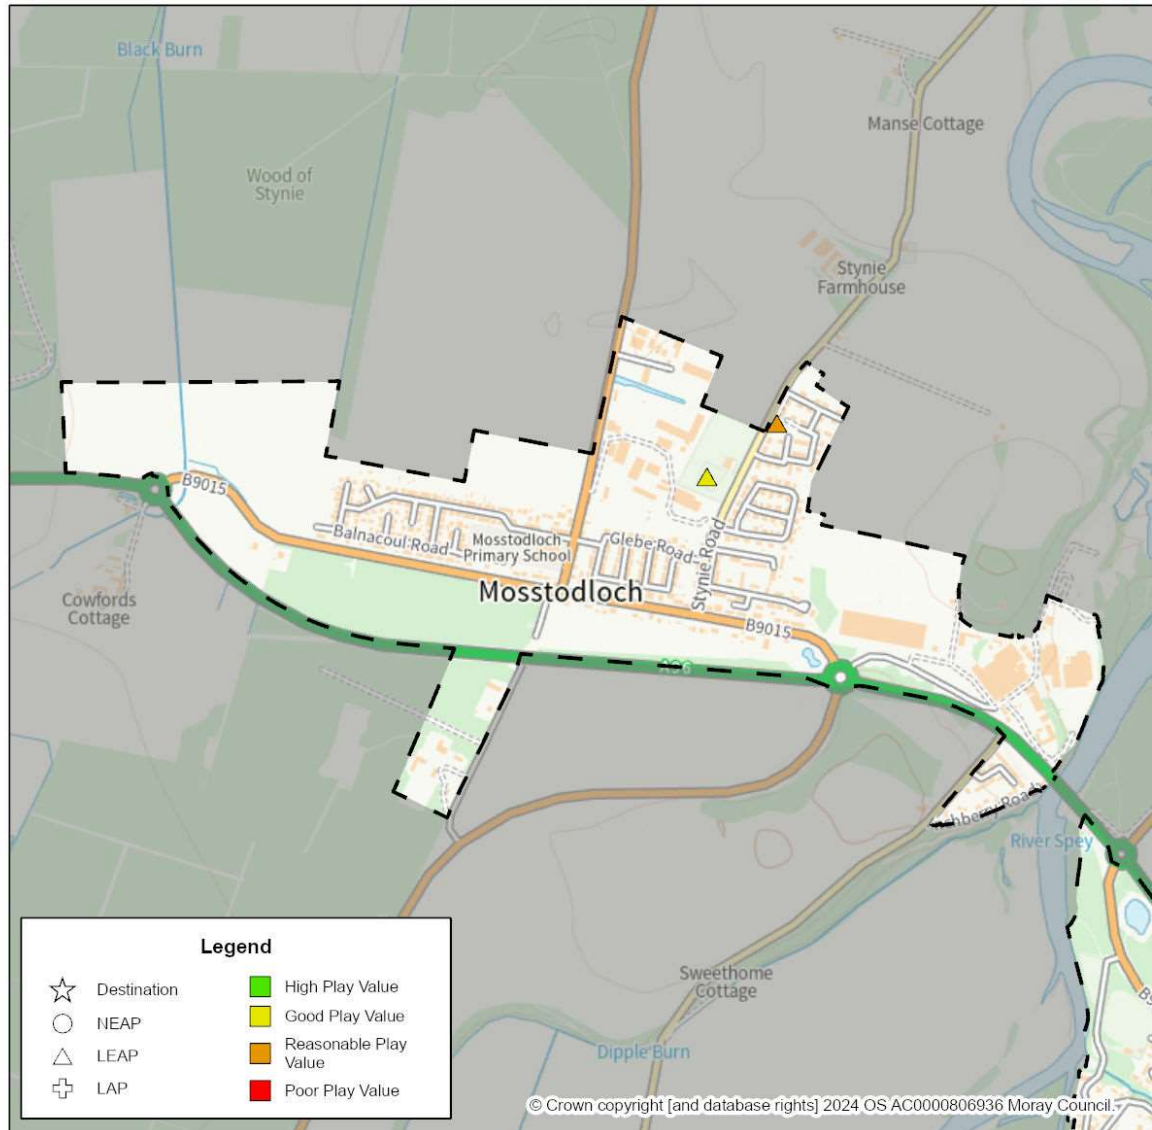 Black Burn
Manse Cottage
Wood of
Stynie
Stynie
Farmhouse
B9015
Balnacoul Road
Mosstodloch
Primary School
Glebe Road
Stynie Road
Mosstodloch
B9015
Cowfords
Cottage
A96
River Spey
Sweethome
Cottage
Dipple Burn
Legend
Destination
NEAP
LEAP
LAP
High Play Value
Good Play Value
Reasonable Play
Value
Poor Play Value
© Crown copyright [and database rights] 2024 OS AC0000806936 Moray Council.